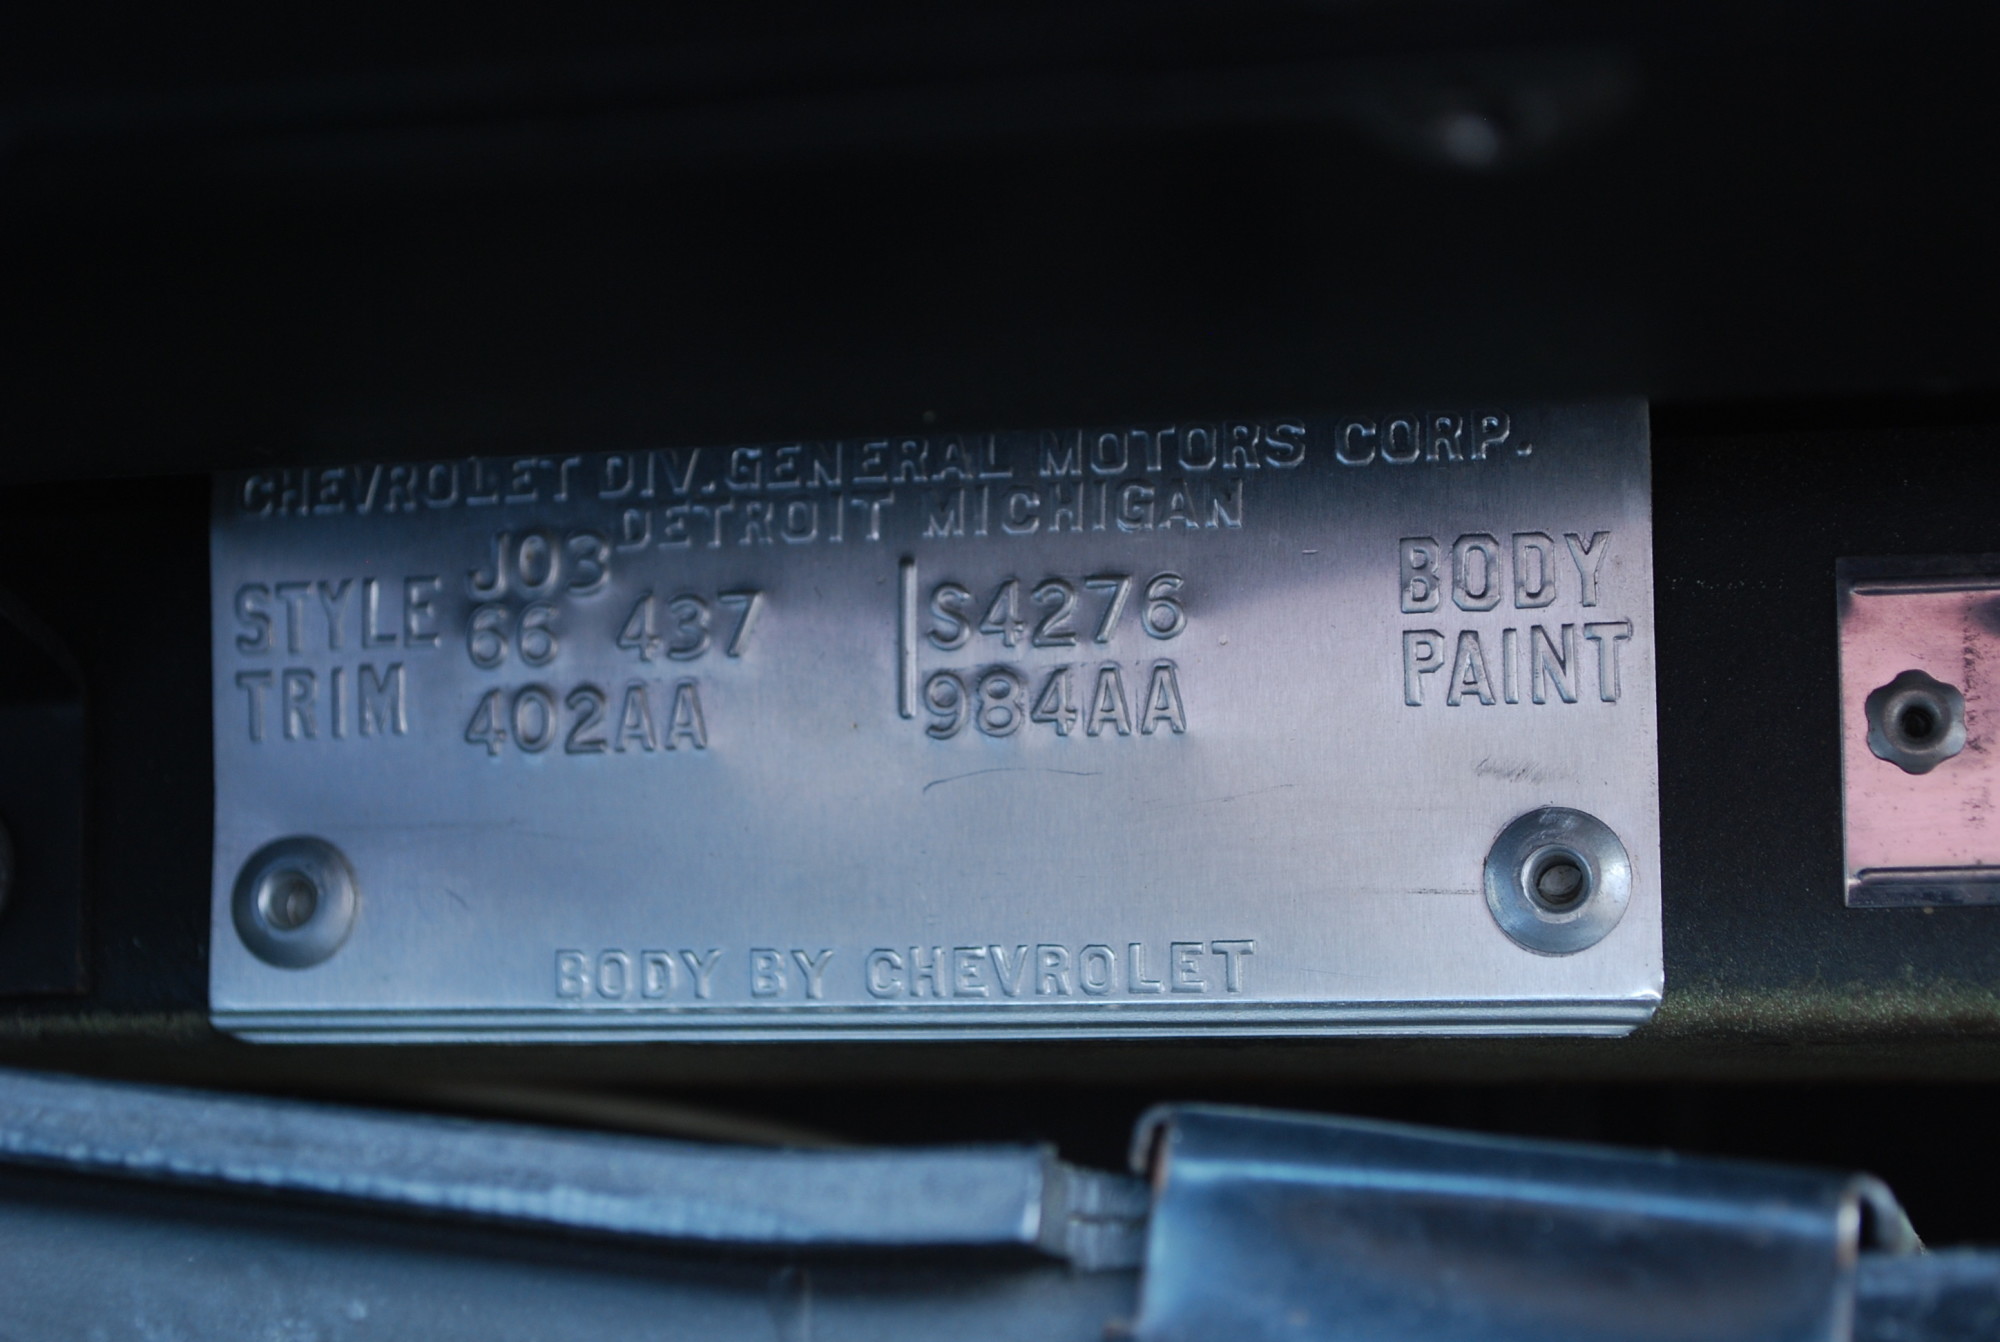 CHEVROLET DIV. GENERAL MOTORS CORP.
DETROIT MICHIGAN
J03
STYLE 66 437 S4276 BODY
TRIM 402AA 984AA PAINT
BODY BY CHEVROLET